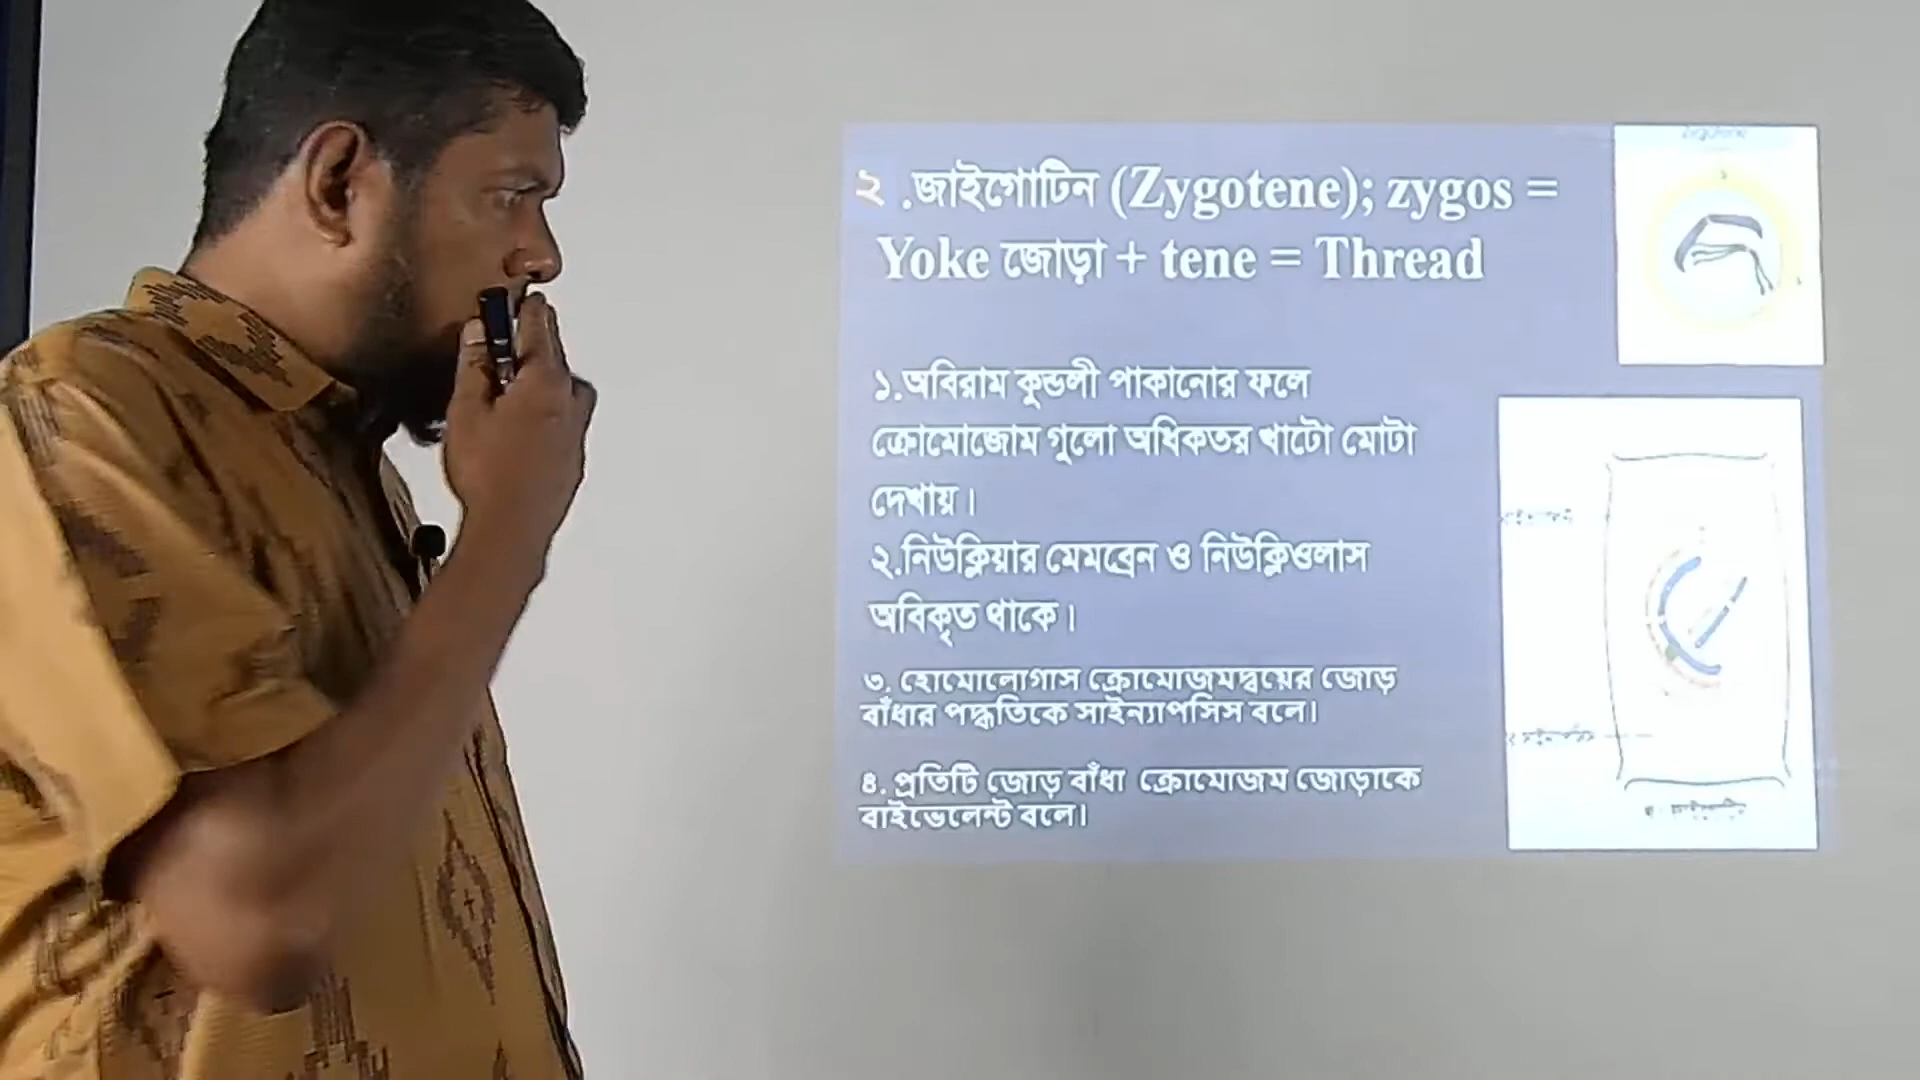 ২ .জাইগোটিন (Zygotene); zygos =
Yoke জোড়া + tene = Thread
১.অবিরাম কুন্ডলী পাকানোর ফলে
ক্রোমোজোম গুলো অধিকতর খাটো মোটা
দেখায়।
২.নিউক্লিয়ার মেমব্রেন ও নিউক্লিওলাস
অবিকৃত থাকে।
৩. হোমোলোগাস ক্রোমোজমদ্বয়ের জোড়
বাঁধার পদ্ধতিকে সাইন্যাপসিস বলে।
৪. প্রতিটি জোড় বাঁধা ক্রোমোজম জোড়াকে
বাইভেলেন্ট বলে।
Zygotene